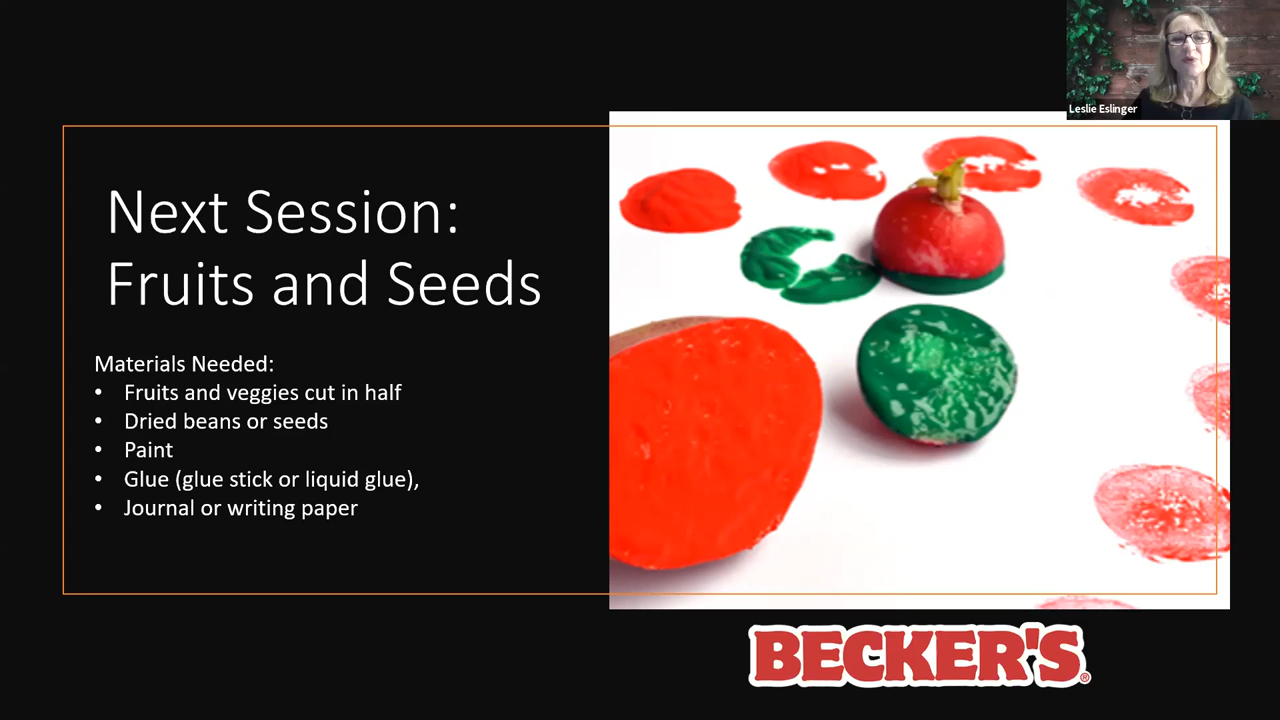 Leslie Eslinger
Next Session:
Fruits and Seeds
Materials Needed:
• Fruits and veggies cut in half
• Dried beans or seeds
• Paint
• Glue (glue stick or liquid glue),
• Journal or writing paper
BECKER'S®